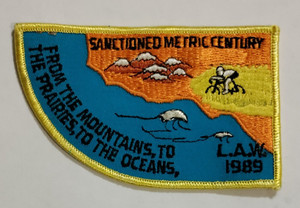 SANCTIONED METRIC CENTURY
FROM THE MOUNTAINS, TO
THE PRAIRIES, TO THE OCEANS,
L.A.W.
1989